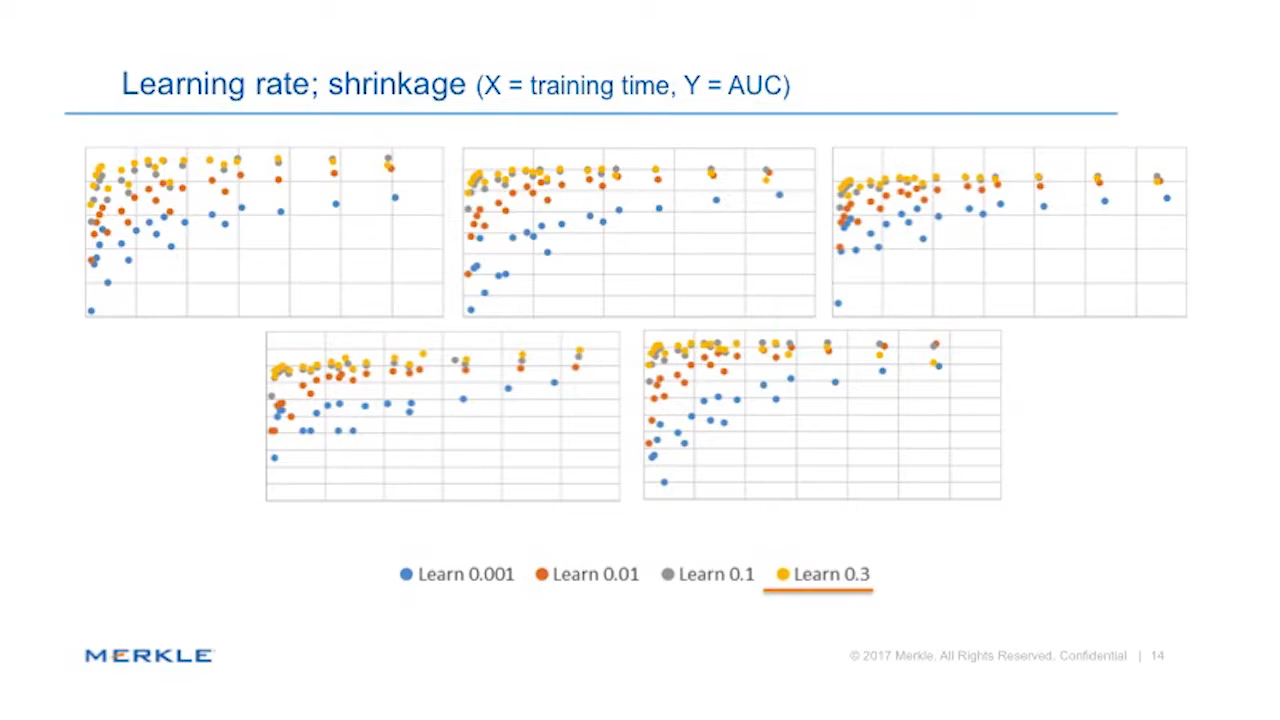 Learning rate; shrinkage (X = training time, Y = AUC)
Learn 0.001 Learn 0.01 Learn 0.1 Learn 0.3
MERKLE
© 2017 Merkle. All Rights Reserved. Confidential | 14